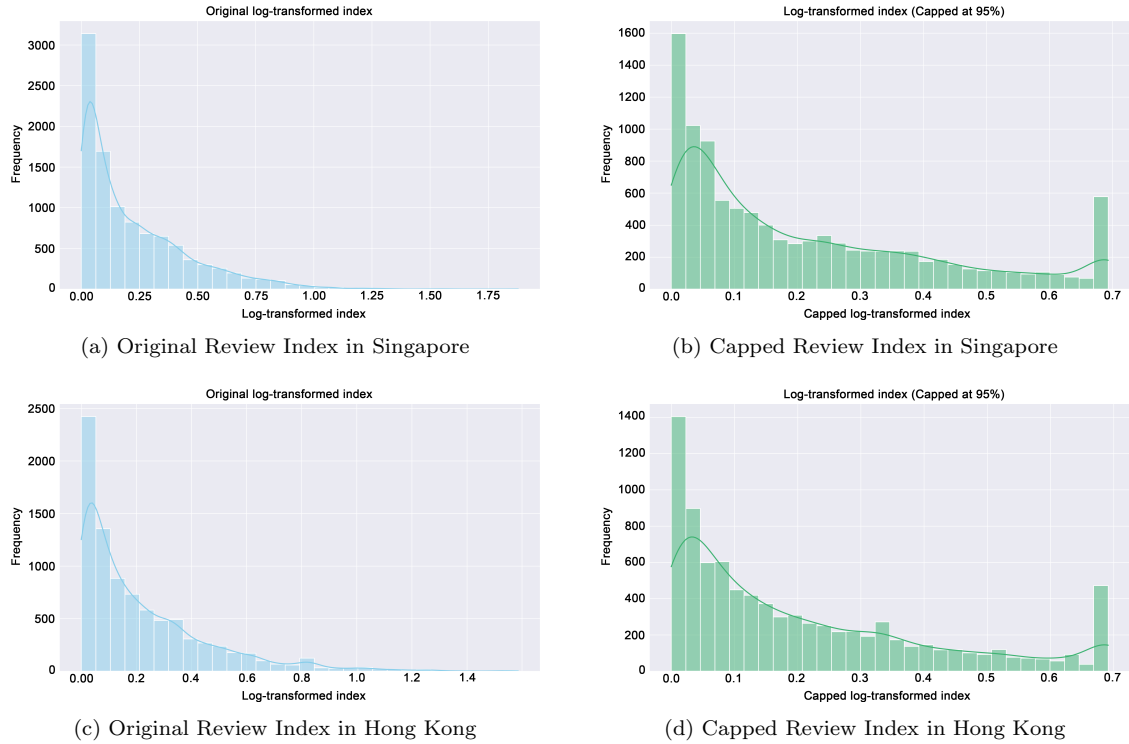 Original log-transformed index
Frequency
3000
2500
2000
1500
1000
500
0
0.00 0.25 0.50 0.75 1.00 1.25 1.50 1.75
Log-transformed index
(a) Original Review Index in Singapore
Log-transformed index (Capped at 95%)
Frequency
1600
1400
1200
1000
800
600
400
200
0
0.0 0.1 0.2 0.3 0.4 0.5 0.6 0.7
Capped log-transformed index
(b) Capped Review Index in Singapore
Original log-transformed index
Frequency
2500
2000
1500
1000
500
0
0.00 0.2 0.4 0.6 0.8 1.0 1.2 1.4
Log-transformed index
(c) Original Review Index in Hong Kong
Log-transformed index (Capped at 95%)
Frequency
1400
1200
1000
800
600
400
200
0
0.0 0.1 0.2 0.3 0.4 0.5 0.6 0.7
Capped log-transformed index
(d) Capped Review Index in Hong Kong